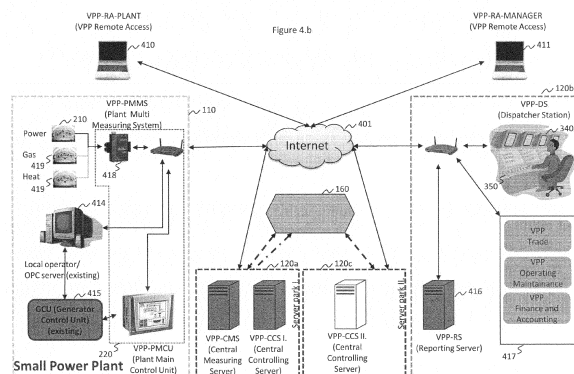 VPP-RA-PLANT
(VPP Remote Access)
410
Figure 4.b
VPP-RA-MANAGER
(VPP Remote Access)
411
120b
VPP-PMMS
(Plant Multi
Measuring System)
110
210
Power
Gas
419
Heat
419
418
401
Internet
VPP-DS
(Dispatcher Station)
340
350
160
414
Local operator/
OPC server (existing)
415
GCU (Generator
Control Unit)
(existing)
220
VPP-PMCU
(Plant Main
Control Unit)
Small Power Plant
120a
Server park I.
VPP-CMS
(Central
Measuring
Server)
VPP-CCS I.
(Central
Controlling
Server)
120c
Server park II.
VPP-CCS II.
(Central
Controlling
Server)
416
VPP-RS
(Reporting Server)
VPP
Trade
VPP
Operating
Maintainance
VPP
Finance and
Accounting
417